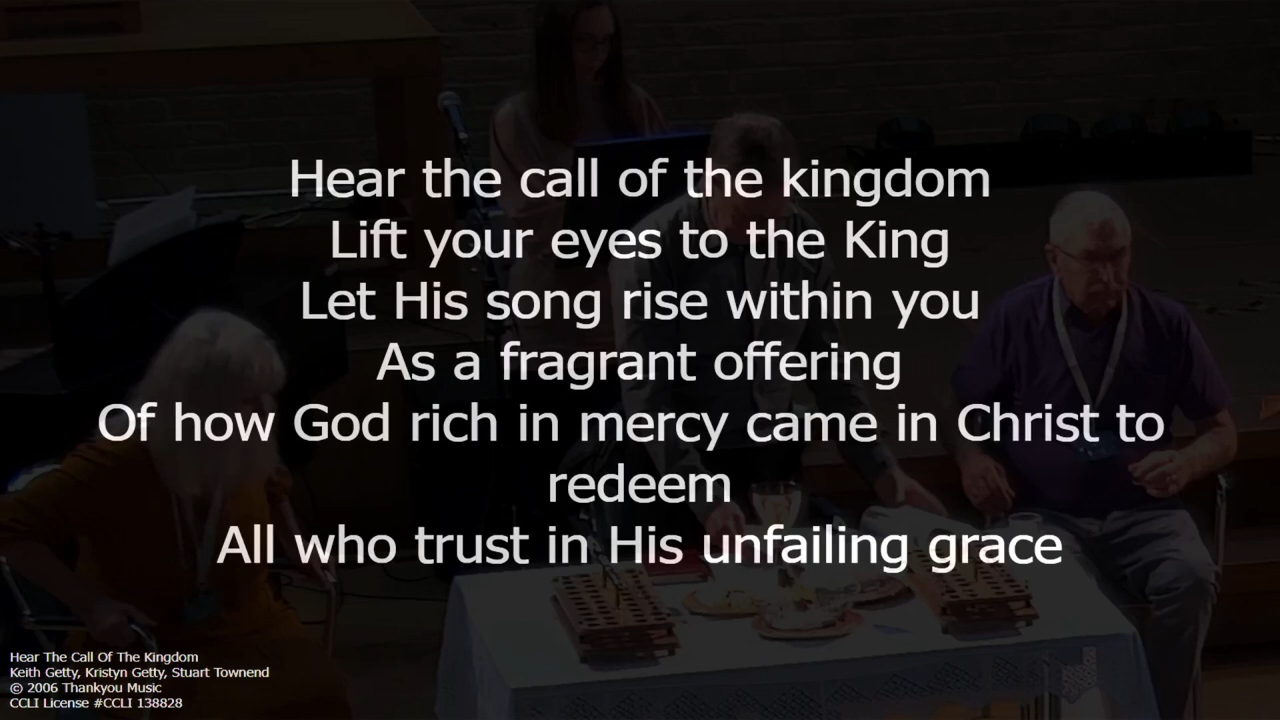 Hear the call of the kingdom
Lift your eyes to the King
Let His song rise within you
As a fragrant offering
Of how God rich in mercy came in Christ to
redeem
All who trust in His unfailing grace
Hear The Call Of The Kingdom
Keith Getty, Kristyn Getty, Stuart Townend
© 2006 Thankyou Music
CCLI License #CCLI 138828